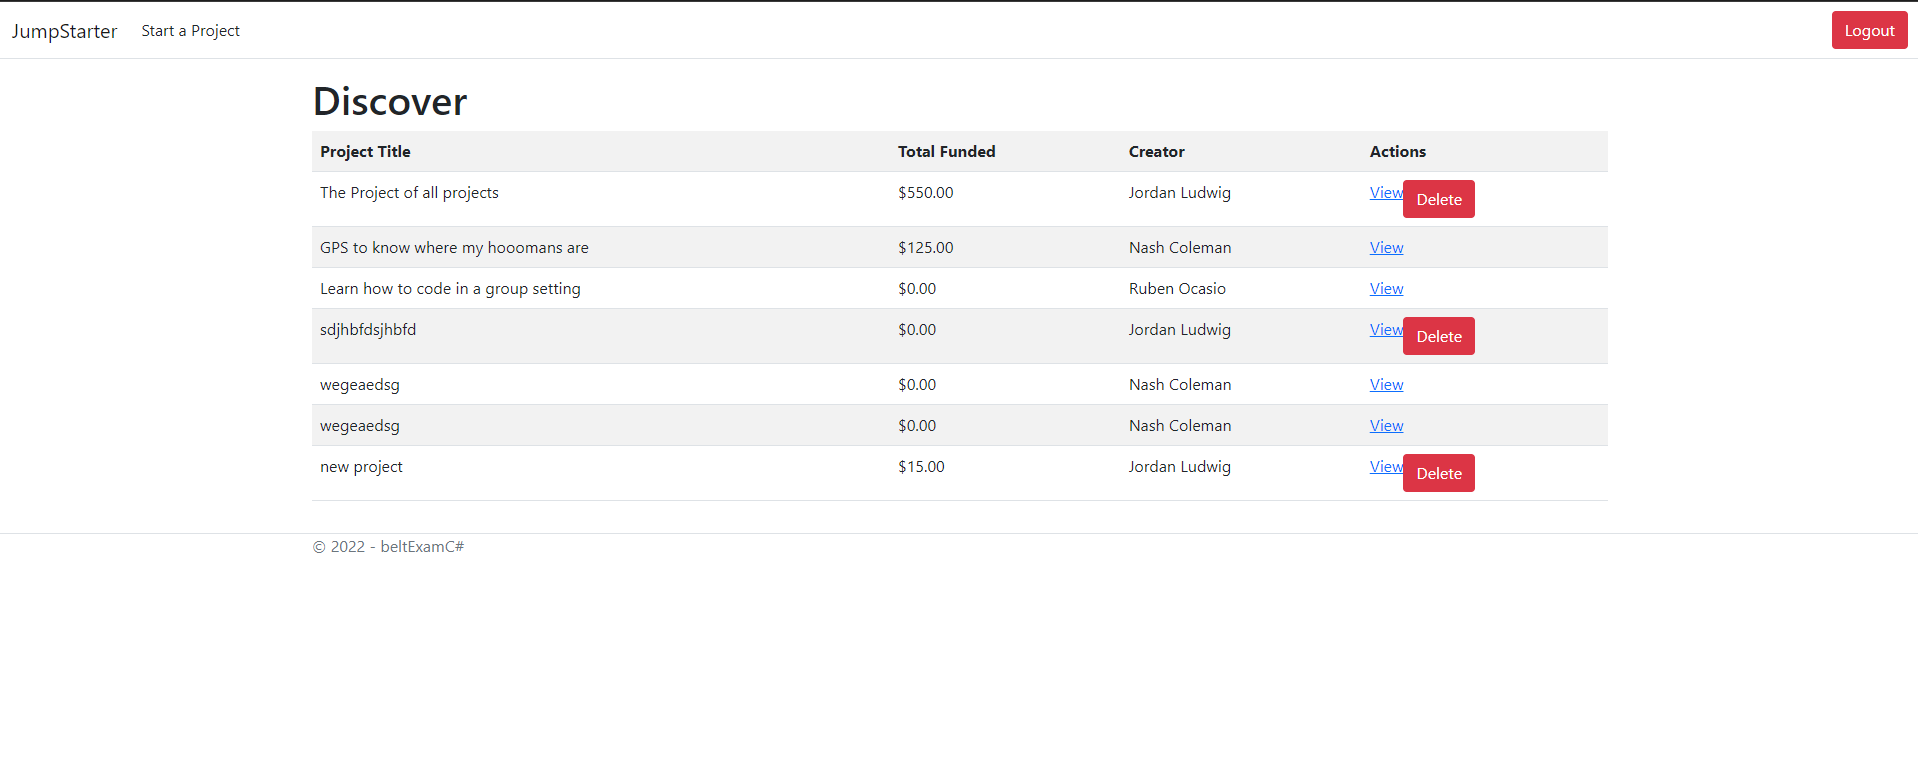 JumpStarter Start a Project Logout
Discover
Project Title Total Funded Creator Actions
The Project of all projects $550.00 Jordan Ludwig View Delete
GPS to know where my hooomans are $125.00 Nash Coleman View
Learn how to code in a group setting $0.00 Ruben Ocasio View
sdjhbfdsjhbfd $0.00 Jordan Ludwig View Delete
wegeaedsg $0.00 Nash Coleman View
wegeaedsg $0.00 Nash Coleman View
new project $15.00 Jordan Ludwig View Delete
© 2022 - beltExamC#